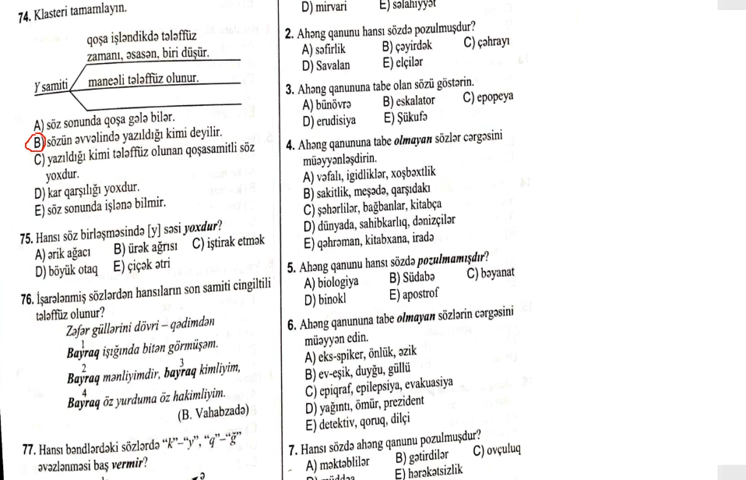 74. Klasteri tamamlayın.
qoşa işləndikdə tələffüz
zamanı, əsasən, biri düşür.
Y samiti
maneəli tələffüz olunur.
A) söz sonunda qoşa gələ bilər.
B) sözün əvvəlində yazıldığı kimi deyilir.
C) yazıldığı kimi tələffüz olunan qoşasamitli söz
yoxdur.
D) kar qarşılığı yoxdur.
E) söz sonunda işlənə bilmir.
75. Hansı söz birləşməsində [y] səsi yoxdur?
A) ərik ağacı B) ürək ağrısı C) iştirak etmək
D) böyük otaq E) çiçək ətri
76. İşarələnmiş sözlərdən hansıların son samiti cingiltili
tələffüz olunur?
Zəfər güllərini dövri – qədimdən
1
Bayraq işığında bitən görmüşəm.
2 3
Bayraq mənliyimdir, bayraq kimliyim,
4
Bayraq öz yurduma öz hakimliyim.
(B. Vahabzadə)
77. Hansı bəndlərdəki sözlərdə “k”–“y”, “q”–“ğ”
əvəzlənməsi baş vermir?
D) mirvari E) səlahiyyət
2. Ahəng qanunu hansı sözdə pozulmuşdur?
A) səfirlik B) çəyirdək C) çəhrayı
D) Savalan E) elçilər
3. Ahəng qanununa tabe olan sözü göstərin.
A) bünövrə B) eskalator C) epopeya
D) erudisiya E) Şükufə
4. Ahəng qanununa tabe olmayan sözlər cərgəsini
müəyyənləşdirin.
A) vəfalı, igidliklər, xoşbəxtlik
B) sakitlik, meşədə, qarşıdakı
C) şəhərlilər, bağbanlar, kitabça
D) dünyada, sahibkarlıq, dənizçilər
E) qəhrəman, kitabxana, iradə
5. Ahəng qanunu hansı sözdə pozulmamışdır?
A) biologiya B) Südabə C) bəyanat
D) binokl E) apostrof
6. Ahəng qanununa tabe olmayan sözlərin cərgəsini
müəyyən edin.
A) eks-spiker, önlük, əzik
B) ev-eşik, duyğu, güllü
C) epiqraf, epilepsiya, evakuasiya
D) yağıntı, ömür, prezident
E) detektiv, qoruq, dilçi
7. Hansı sözdə ahəng qanunu pozulmuşdur?
A) məktəblilər B) gətirdilər C) ovçuluq
E) hərəkətsizlik